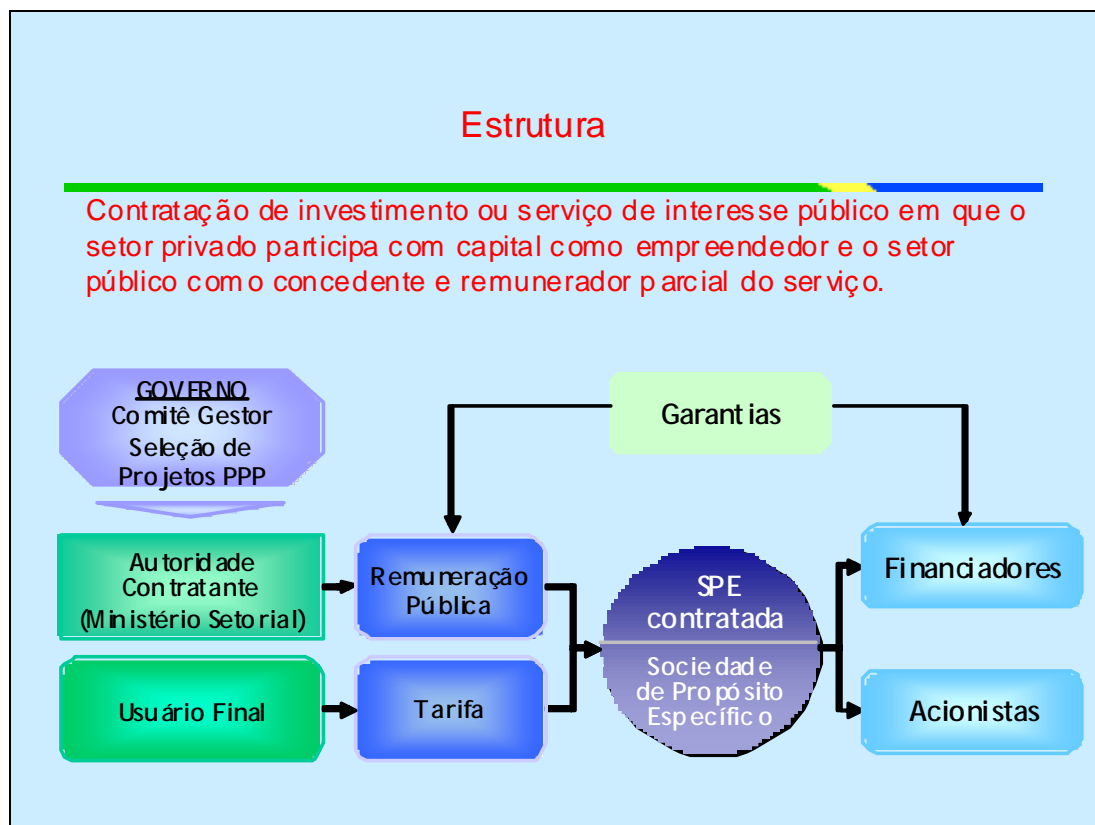 Estrutura
Contratação de investimento ou serviço de interesse público em que o
setor privado participa com capital como empreendedor e o setor
público como concedente e remunerador parcial do serviço.
GOVERNO
Comitê Gestor
Seleção de
Projetos PPP
Garantias
Autoridade
Contratante
(Ministério Setorial)
Remuneração
Pública
SPE
contratada
Sociedade
de Propósito
Específico
Financiadores
Usuário Final
Tarifa
Acionistas